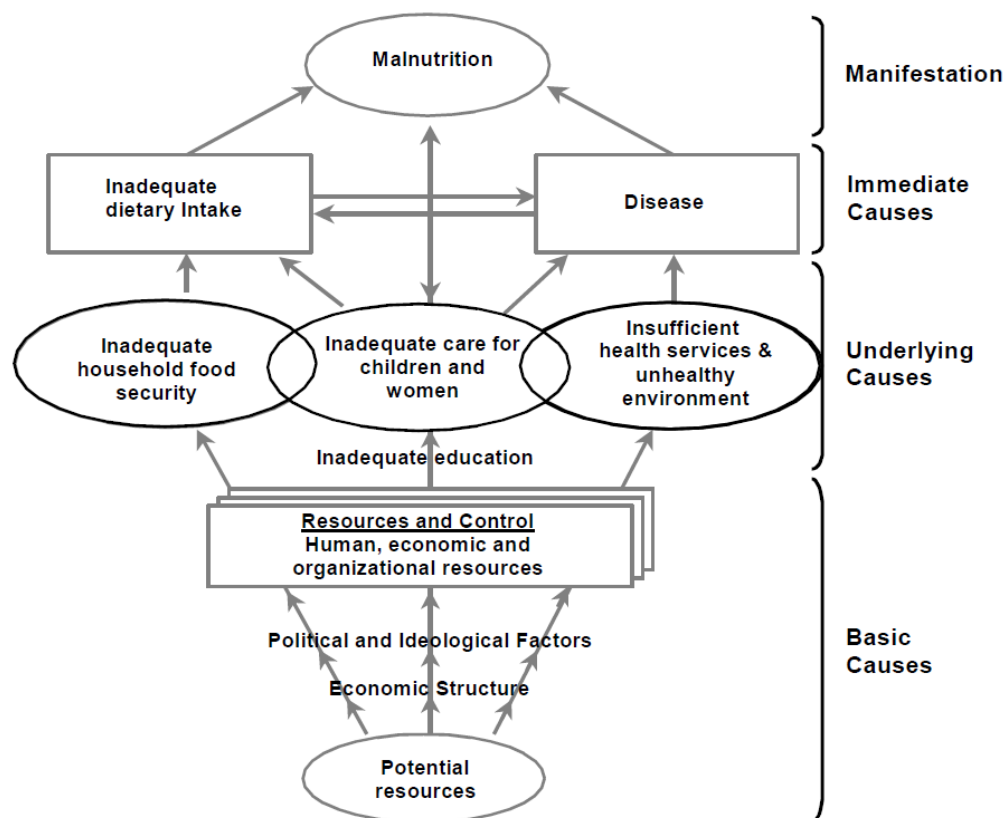 Malnutrition
Manifestation
Inadequate
dietary Intake
Disease
Immediate
Causes
Inadequate
household food
security
Inadequate care for
children and
women
Insufficient
health services &
unhealthy
environment
Underlying
Causes
Inadequate education
Resources and Control
Human, economic and
organizational resources
Political and Ideological Factors
Economic Structure
Basic
Causes
Potential
resources